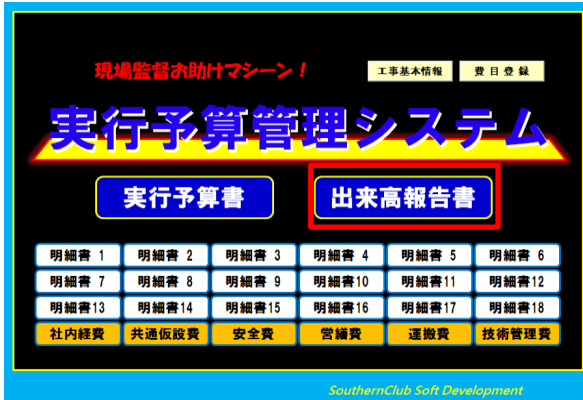 現場監督お助けマシーン！
工事基本情報 費目登録
実行予算管理システム
実行予算書 出来高報告書
明細書 1 明細書 2 明細書 3 明細書 4 明細書 5 明細書 6
明細書 7 明細書 8 明細書 9 明細書10 明細書11 明細書12
明細書13 明細書14 明細書15 明細書16 明細書17 明細書18
社内経費 共通仮設費 安全費 営繕費 運搬費 技術管理費
SouthernClub Soft Development